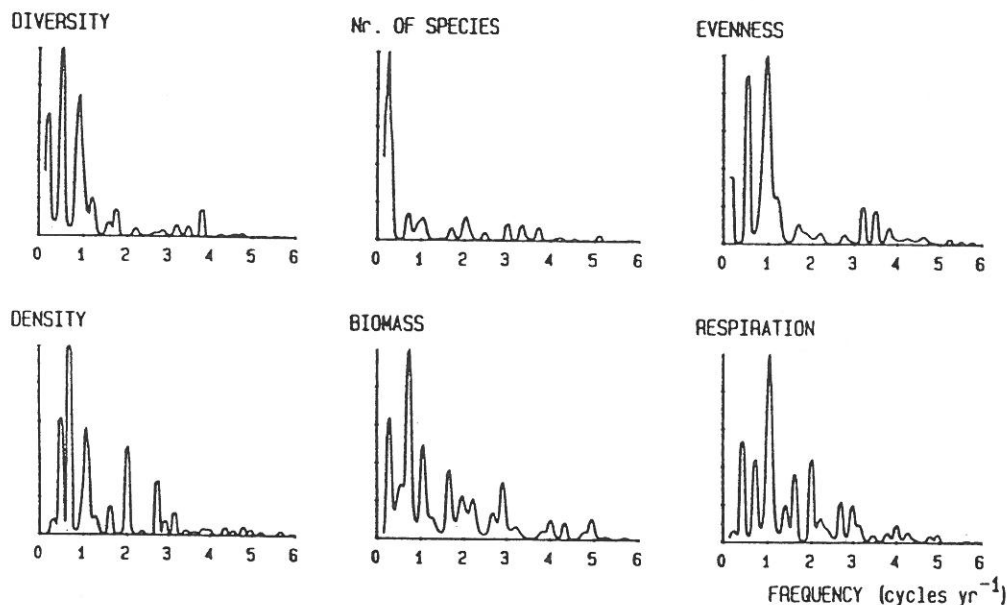 DIVERSITY
Nr. OF SPECIES
EVENNESS
0 1 2 3 4 5 6
0 1 2 3 4 5 6
0 1 2 3 4 5 6
DENSITY
BIOMASS
RESPIRATION
0 1 2 3 4 5 6
0 1 2 3 4 5 6
0 1 2 3 4 5 6
FREQUENCY (cycles yr⁻¹)